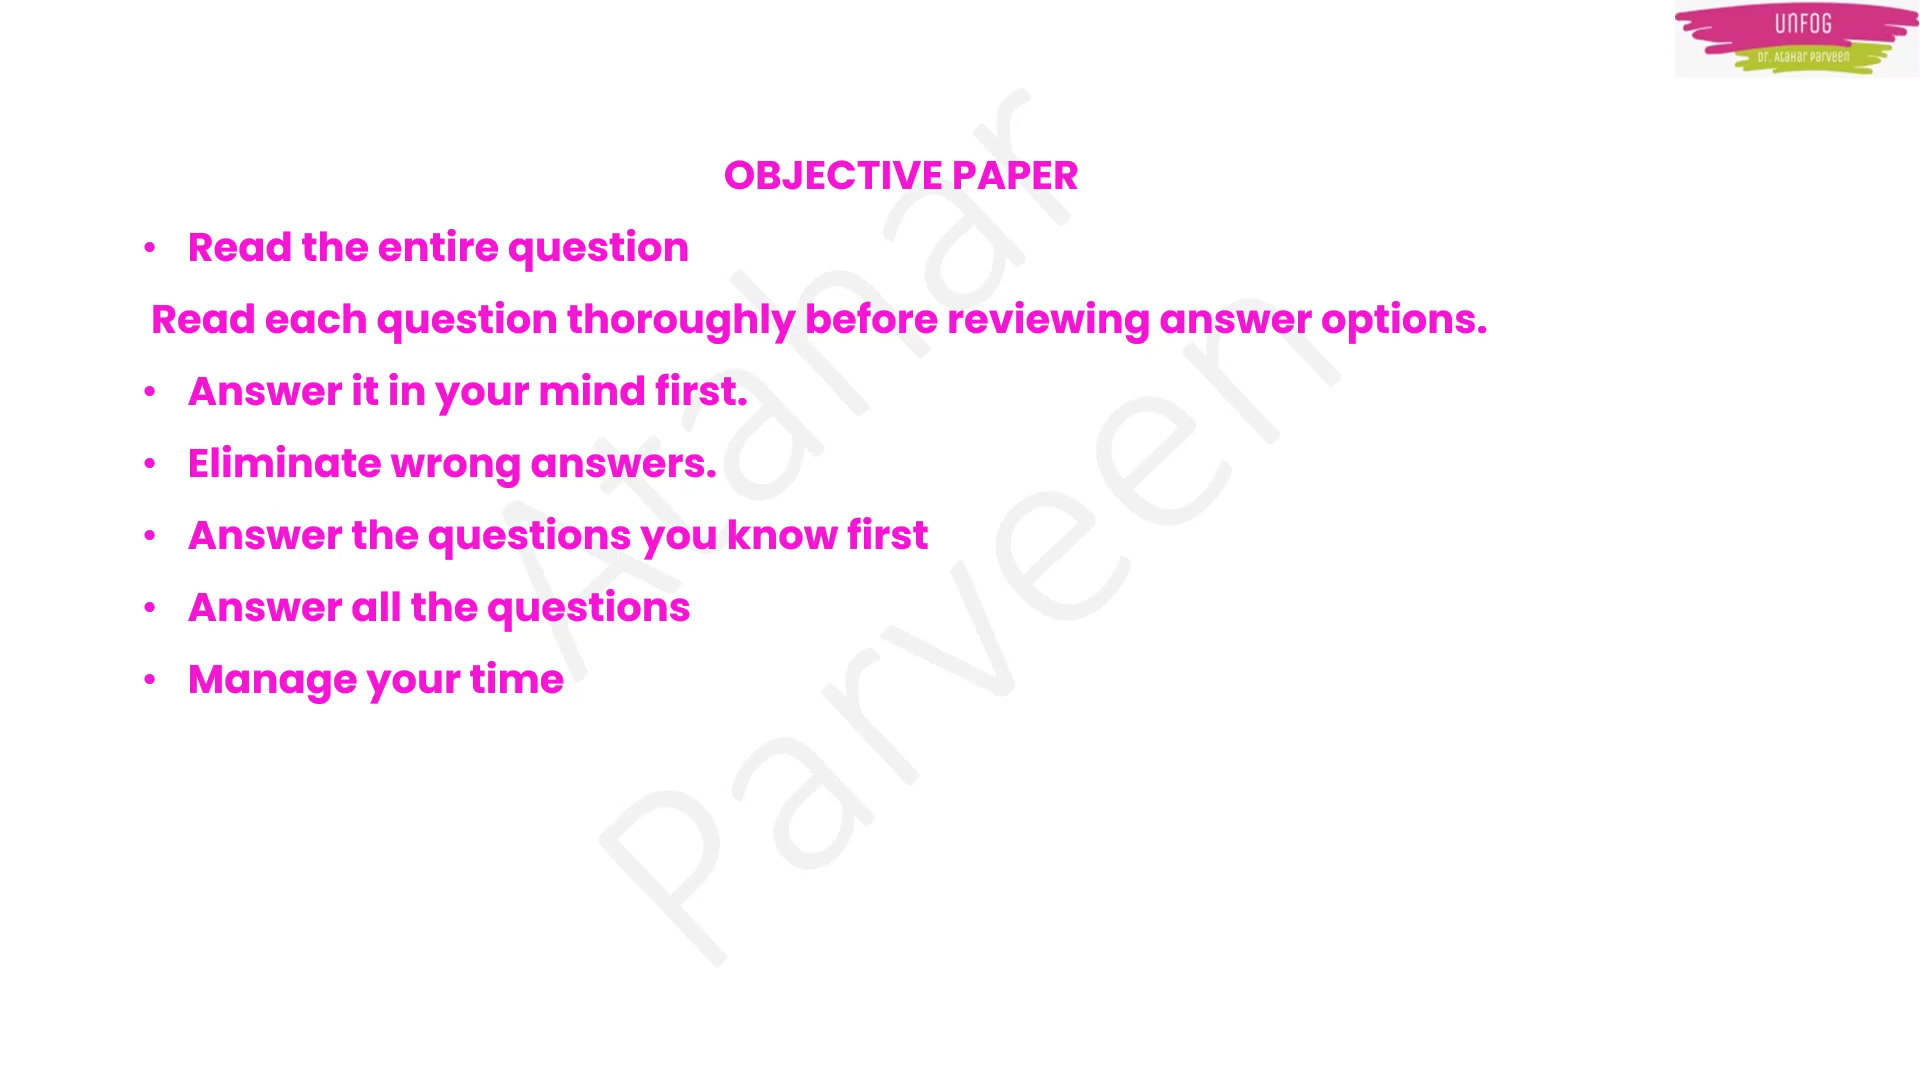 UNFOG
Dr. Atahar Parveen
OBJECTIVE PAPER
• Read the entire question
Read each question thoroughly before reviewing answer options.
• Answer it in your mind first.
• Eliminate wrong answers.
• Answer the questions you know first
• Answer all the questions
• Manage your time
Atahar
Parveen